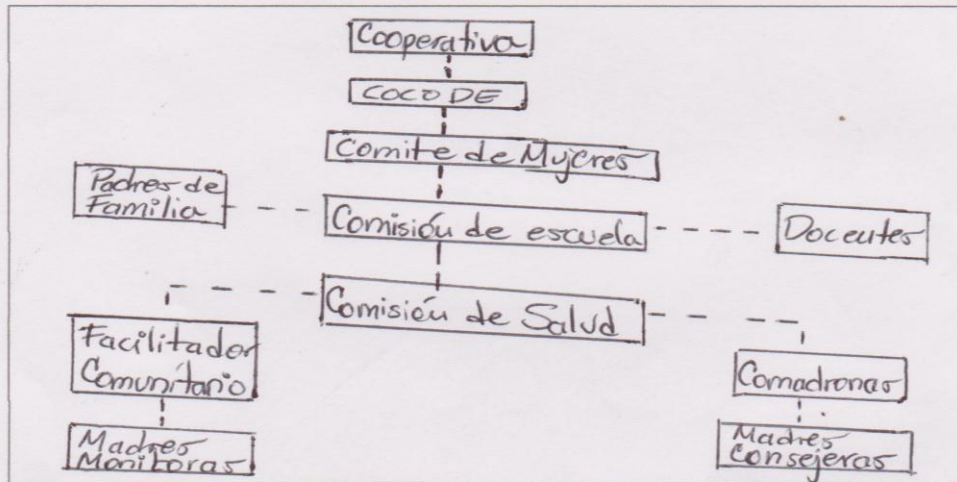 Cooperativa
COCODE
Comite de Mujeres
Padres de
Familia
Comisión de escuela
Docentes
Comisión de Salud
Facilitador
Comunitario
Comadronas
Madres
Monitoras
Madres
Consejeras